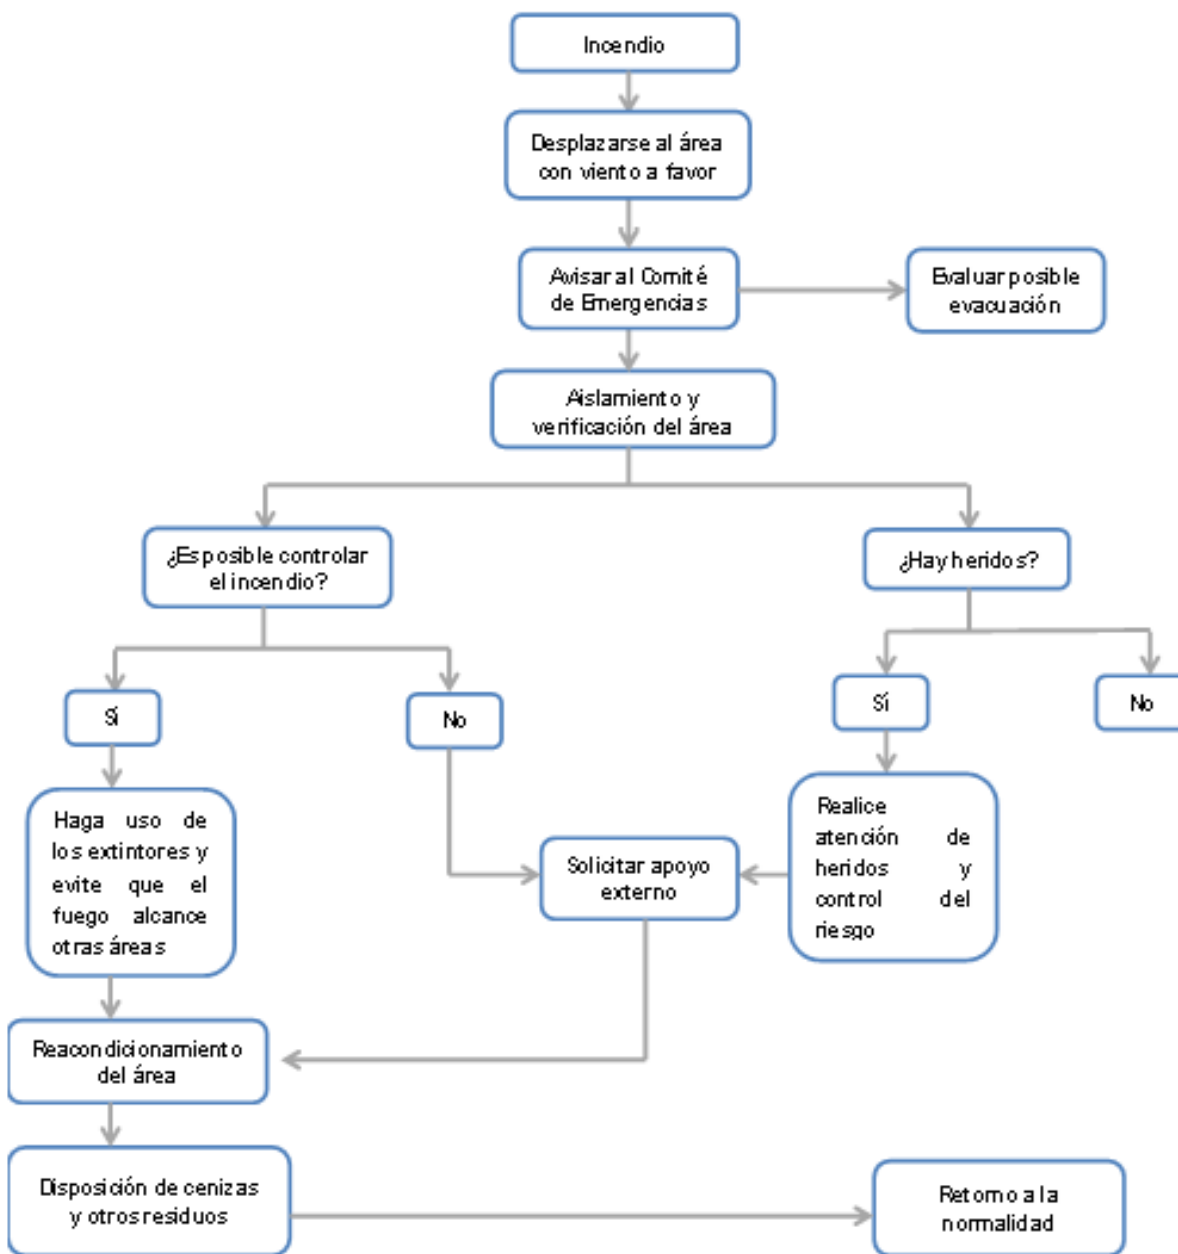 Incendio
Desplazarse al área
con viento a favor
Avisar al Comité
de Emergencias
Evaluar posible
evacuación
Aislamiento y
verificación del área
¿Es posible controlar
el incendio?
¿Hay heridos?
Sí
No
Sí
No
Haga uso de
los extintores y
evite que el
fuego alcance
otras áreas
Solicitar apoyo
externo
Realice
atención de
heridos y
control del
riesgo
Reacondicionamiento
del área
Disposición de cenizas
y otros residuos
Retorno a la
normalidad